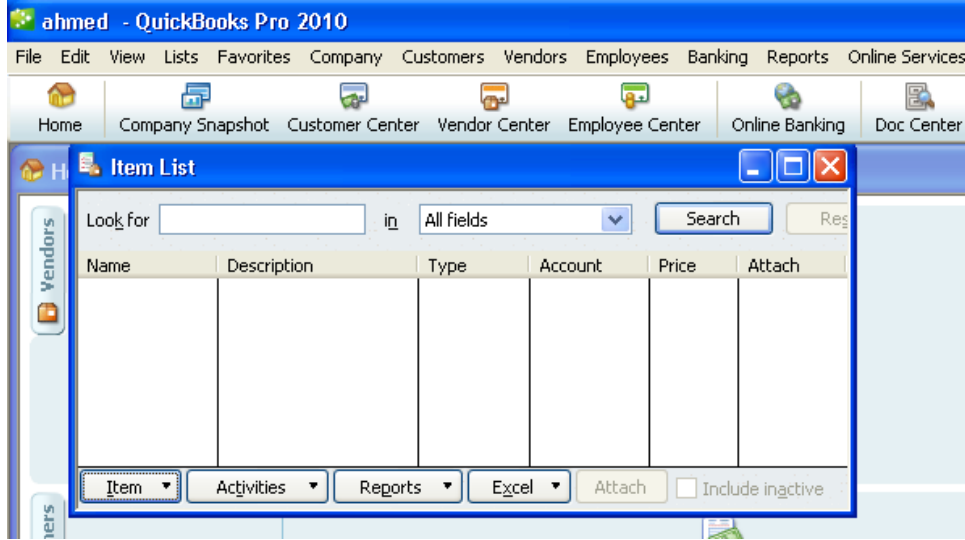 ahmed - QuickBooks Pro 2010
File Edit View Lists Favorites Company Customers Vendors Employees Banking Reports Online Services
Home Company Snapshot Customer Center Vendor Center Employee Center Online Banking Doc Center
Item List
Look for in All fields Search
Vendors
Name Description Type Account Price Attach
Item Activities Reports Excel Attach Include inactive